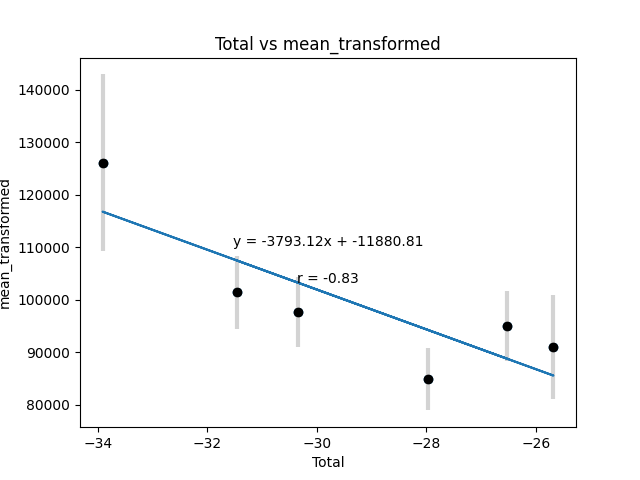 Total vs mean_transformed
mean_transformed
140000
130000
120000
110000
100000
90000
80000
y = -3793.12x + -11880.81
r = -0.83
−34
−32
−30
−28
−26
Total